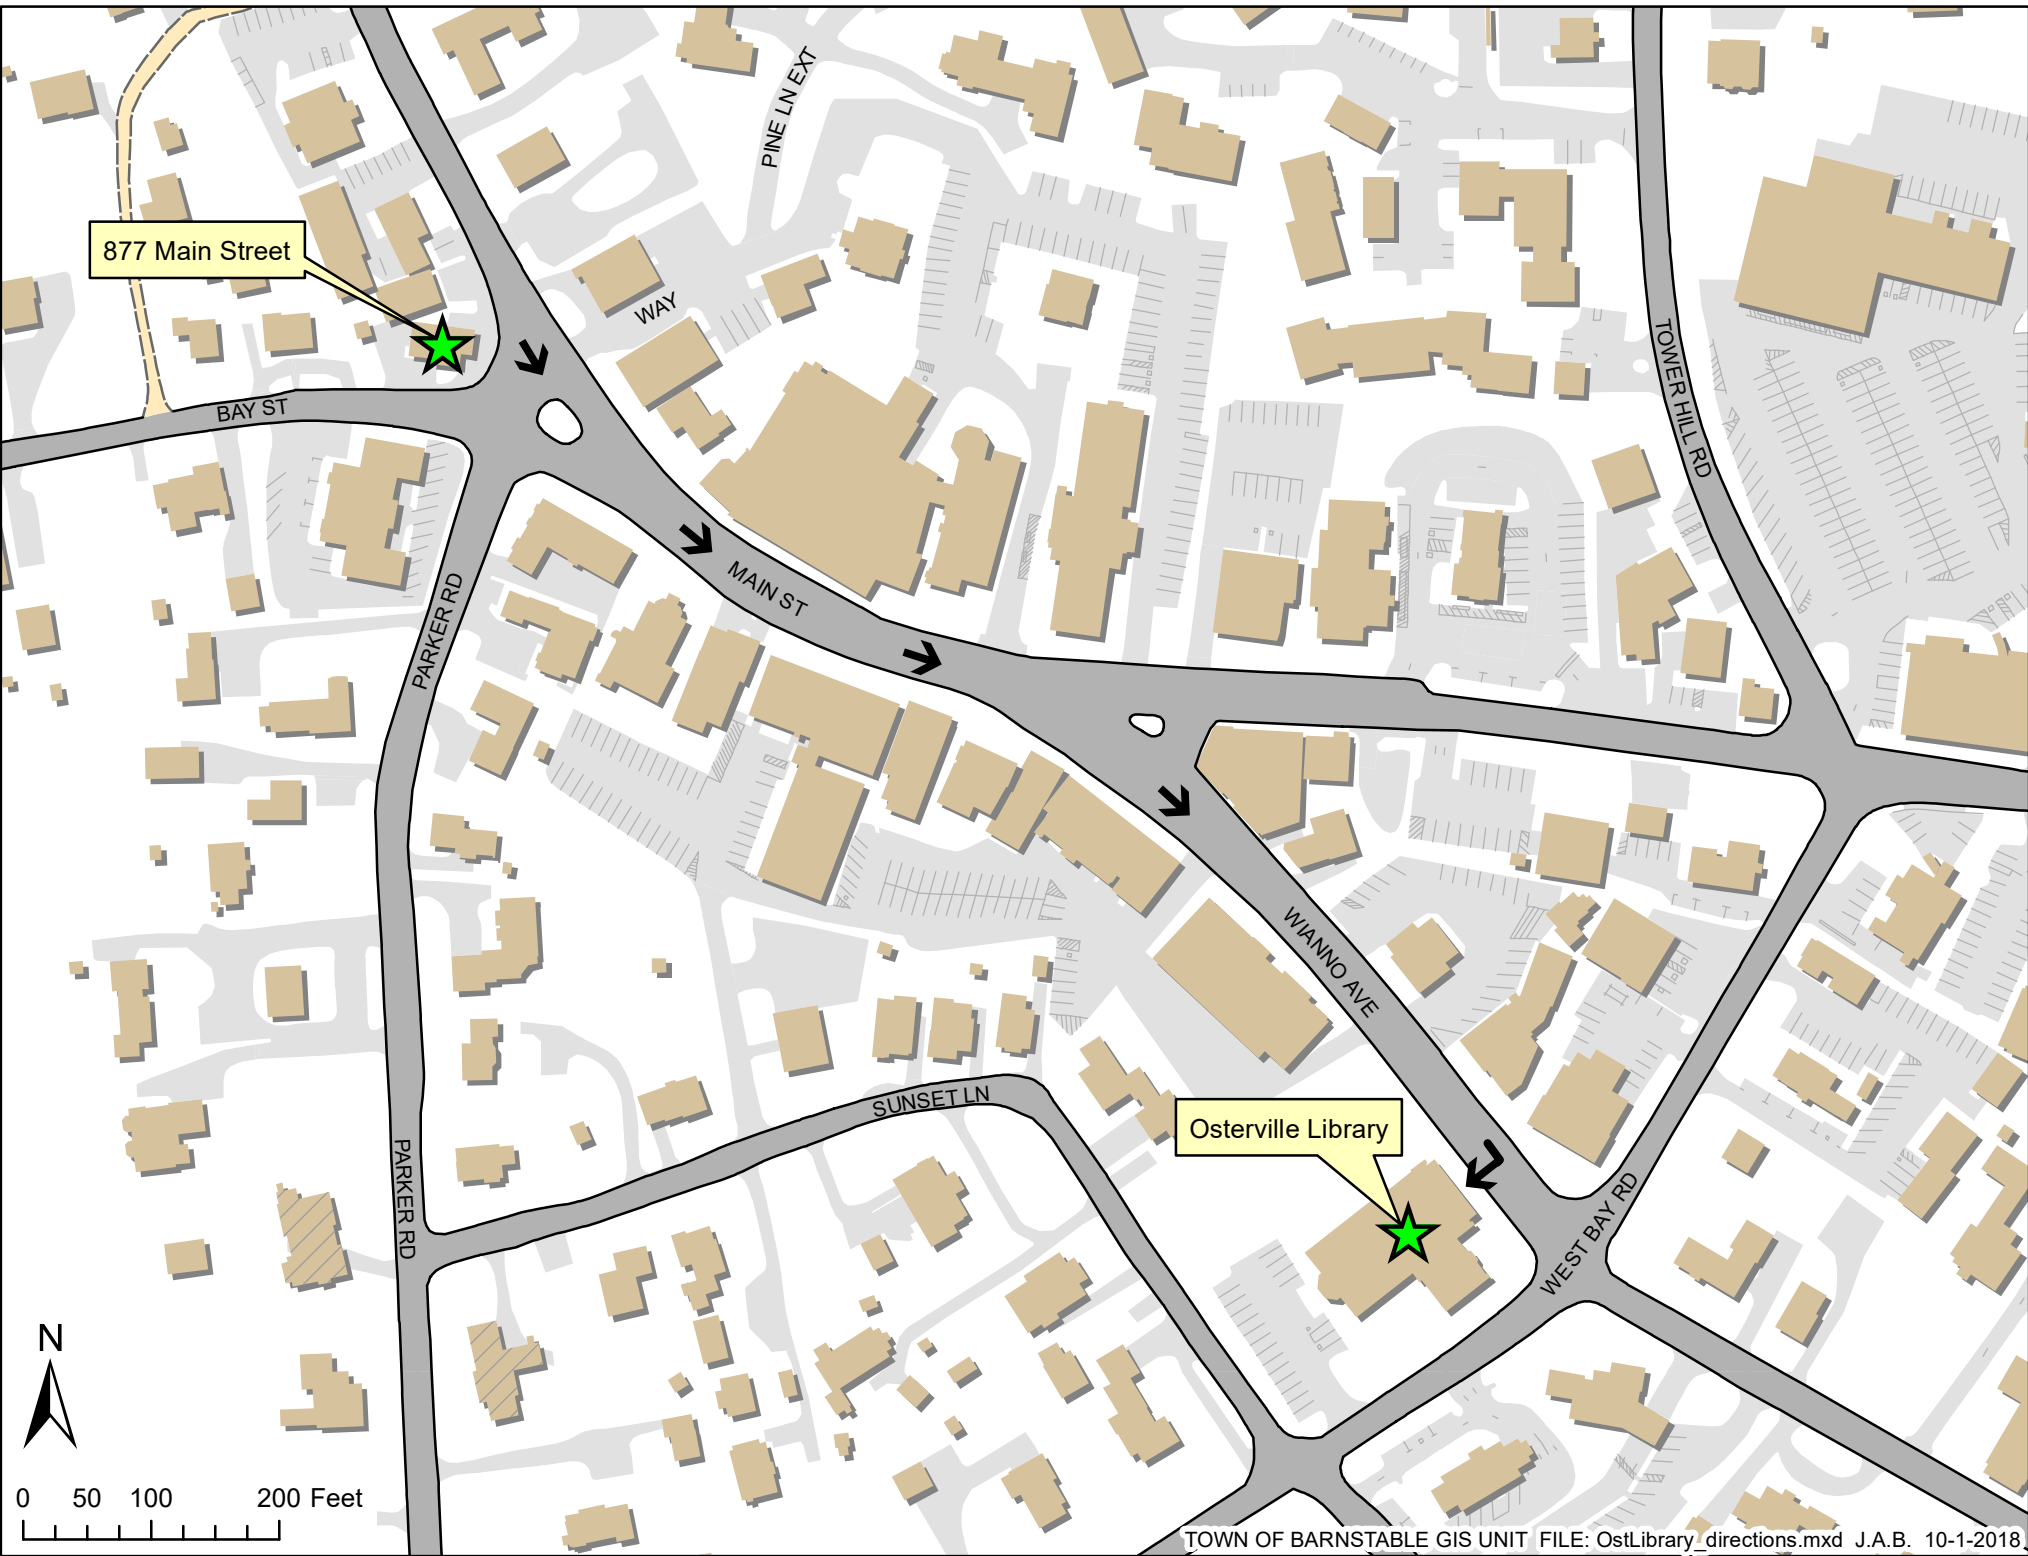 PINE LN EXT
877 Main Street
WAY
TOWER HILL RD
BAY ST
MAIN ST
PARKER RD
WIANNO AVE
SUNSET LN
Osterville Library
PARKER RD
WEST BAY RD
N
0 50 100 200 Feet
TOWN OF BARNSTABLE GIS UNIT FILE: OstLibrary_directions.mxd J.A.B. 10-1-2018